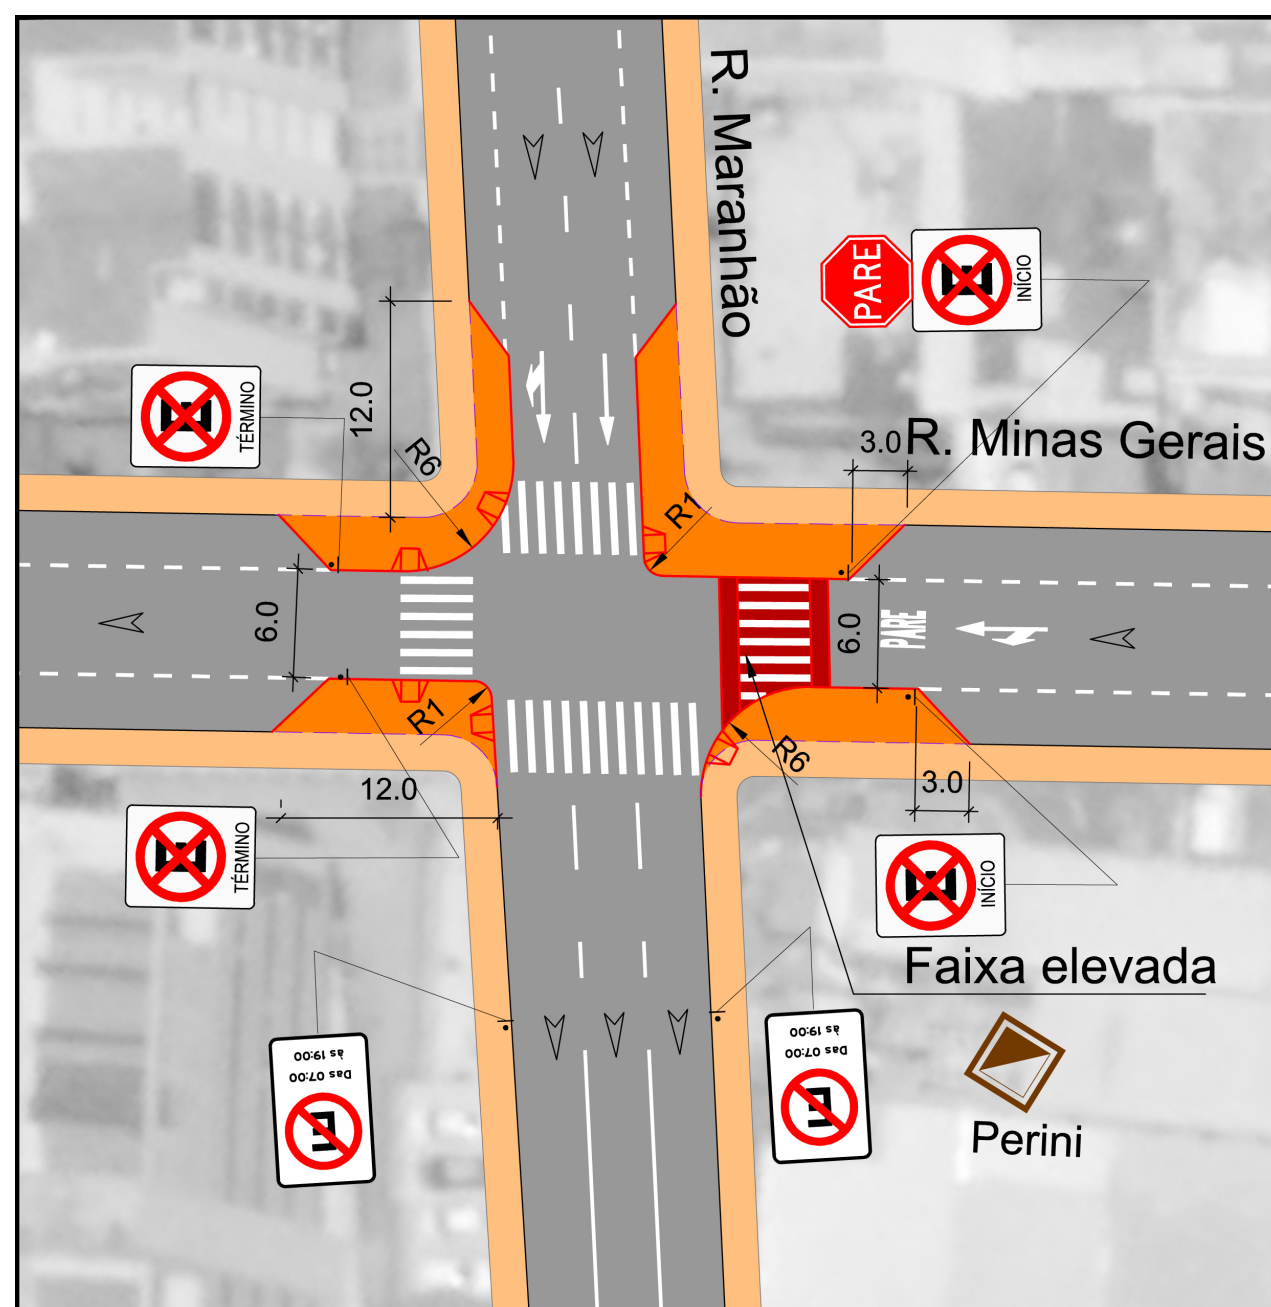 R. Maranhão
PARE
INÍCIO
TÉRMINO
12.0
R6
3.0
R. Minas Gerais
R1
6.0
PARE
6.0
R1
R6
12.0
3.0
TÉRMINO
INÍCIO
Faixa elevada
Das 07:00
às 19:00
E
Das 07:00
às 19:00
E
Perini